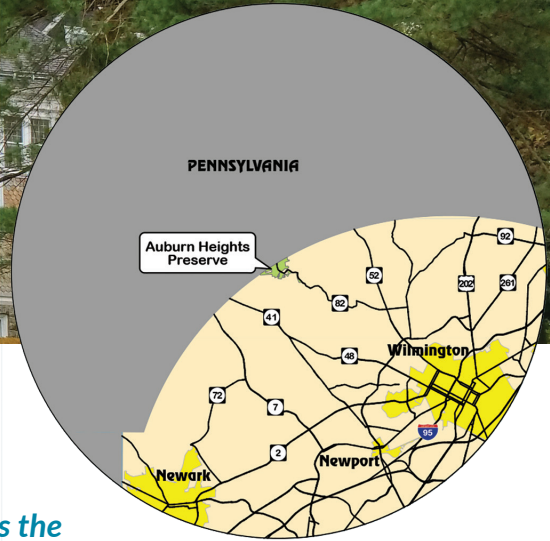 PENNSYLVANIA
Auburn Heights
Preserve
92
52
202
261
82
41
48
Wilmington
72
7
95
2
Newport
Newark
s the